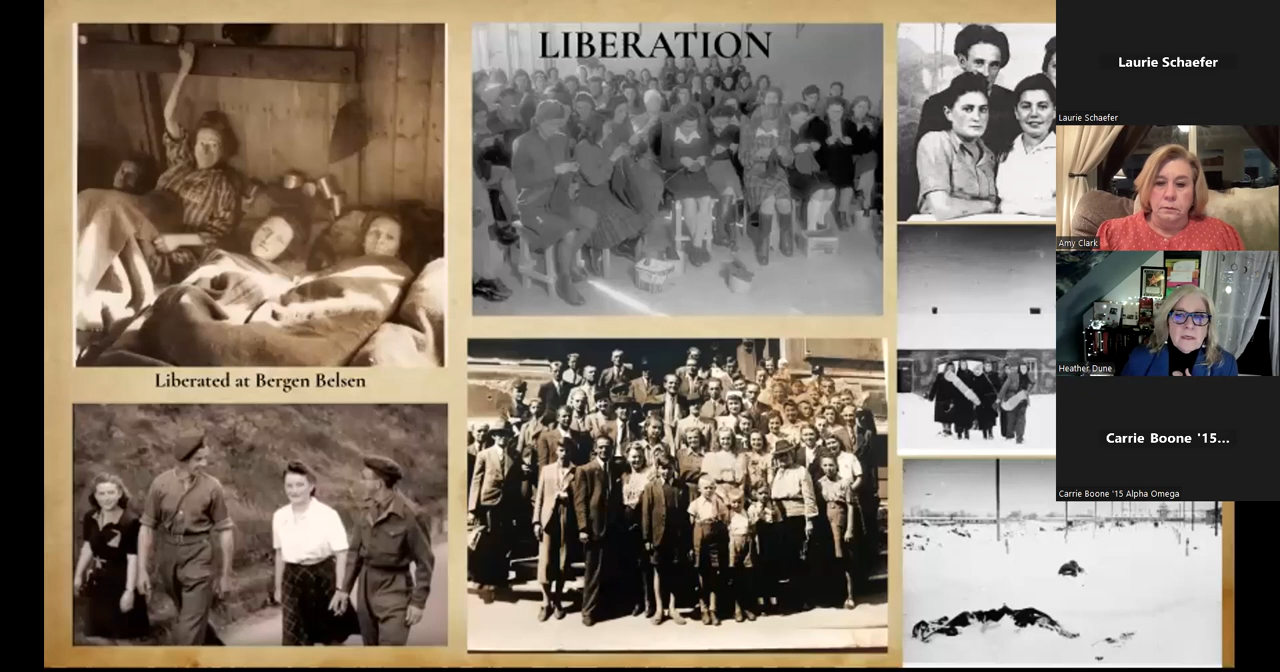 LIBERATION
Liberated at Bergen Belsen
Laurie Schaefer
Laurie Schaefer
Amy Clark
Heather Dune
Carrie Boone '15...
Carrie Boone '15 Alpha Omega